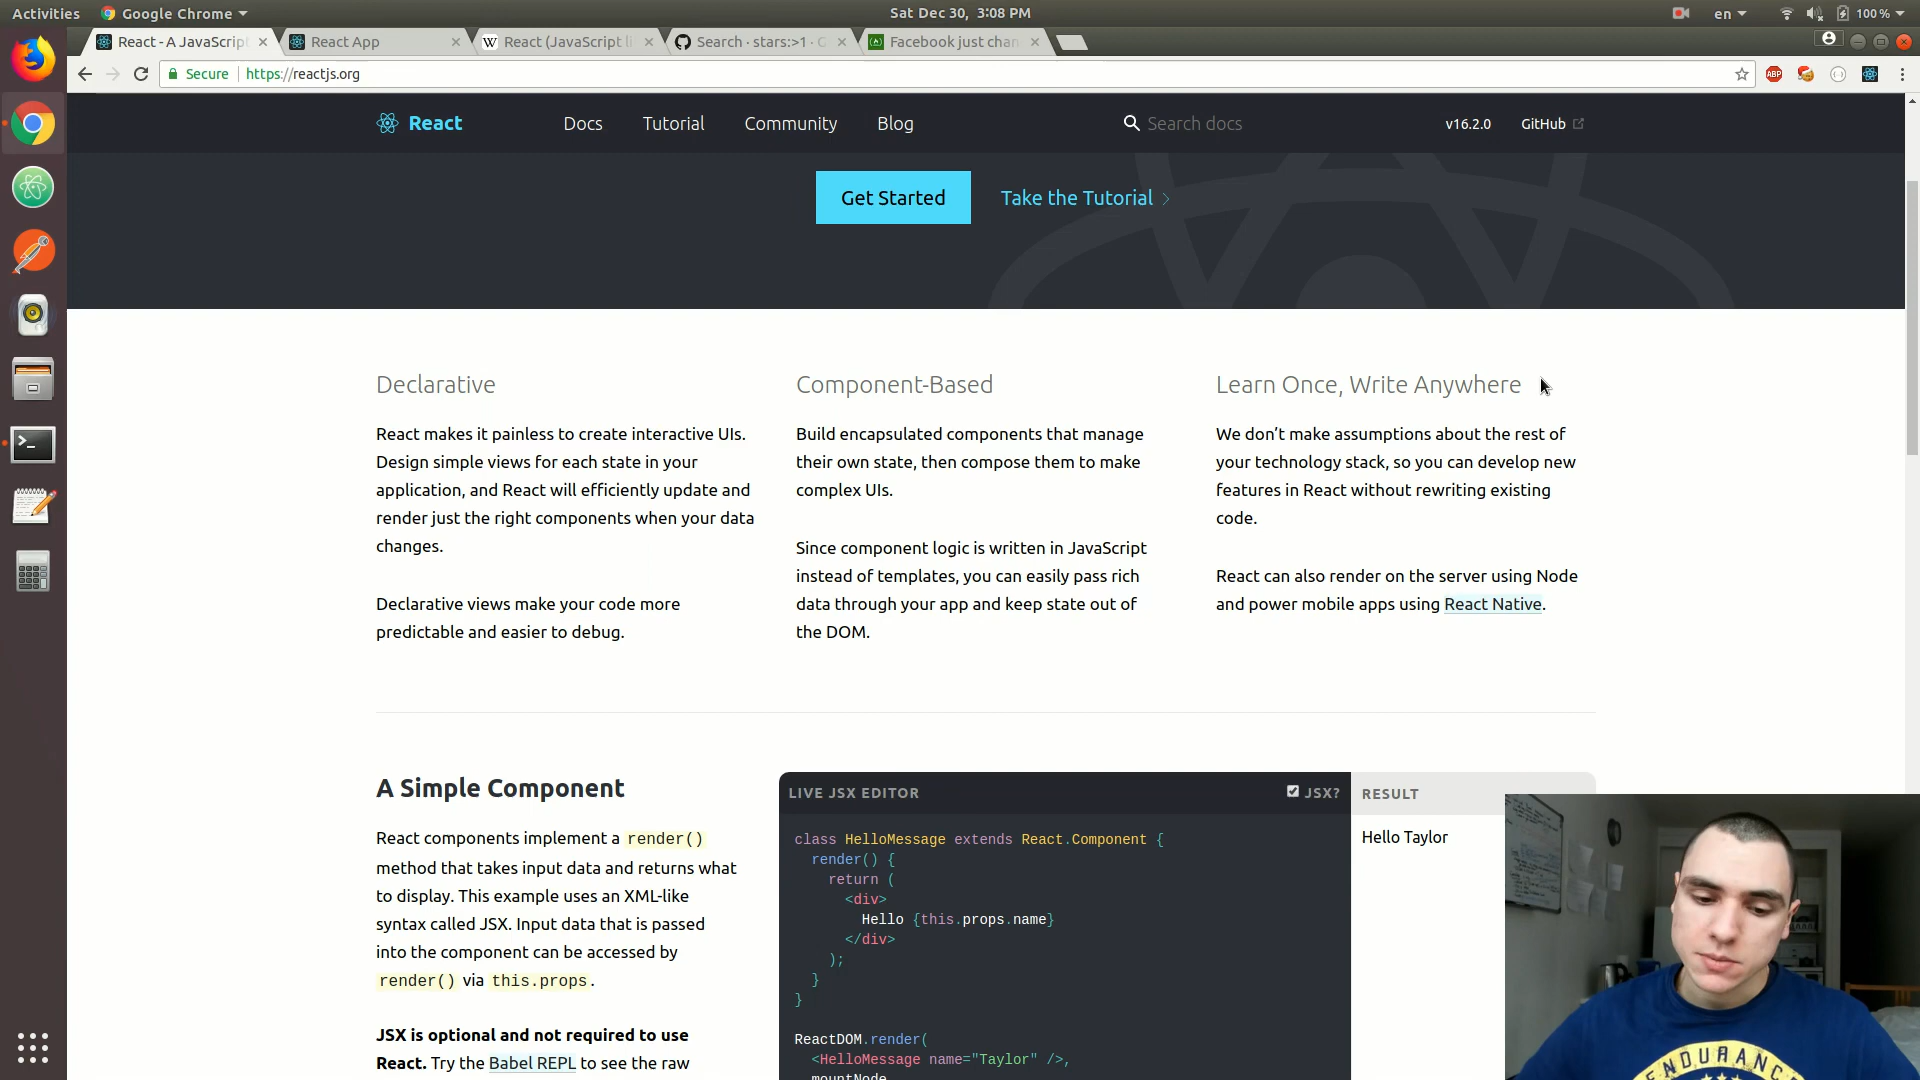 Activities
Google Chrome
Sat Dec 30, 3:08 PM
en
100 %
React - A JavaScript
React App
React (JavaScript li
Search · stars:>1 · C
Facebook just chan
Secure
https://reactjs.org
ABP
React
Docs
Tutorial
Community
Blog
Search docs
v16.2.0
GitHub
Get Started
Take the Tutorial
Declarative
React makes it painless to create interactive UIs.
Design simple views for each state in your
application, and React will efficiently update and
render just the right components when your data
changes.
Declarative views make your code more
predictable and easier to debug.
Component-Based
Build encapsulated components that manage
their own state, then compose them to make
complex UIs.
Since component logic is written in JavaScript
instead of templates, you can easily pass rich
data through your app and keep state out of
the DOM.
Learn Once, Write Anywhere
We don’t make assumptions about the rest of
your technology stack, so you can develop new
features in React without rewriting existing
code.
React can also render on the server using Node
and power mobile apps using React Native.
A Simple Component
React components implement a render()
method that takes input data and returns what
to display. This example uses an XML-like
syntax called JSX. Input data that is passed
into the component can be accessed by
render() via this.props.
JSX is optional and not required to use
React. Try the Babel REPL to see the raw
LIVE JSX EDITOR
JSX?
class HelloMessage extends React.Component {
render() {
return (
<div>
Hello {this.props.name}
</div>
);
}
}
ReactDOM.render(
<HelloMessage name="Taylor" />,
mountNode
RESULT
Hello Taylor
ENDURANC